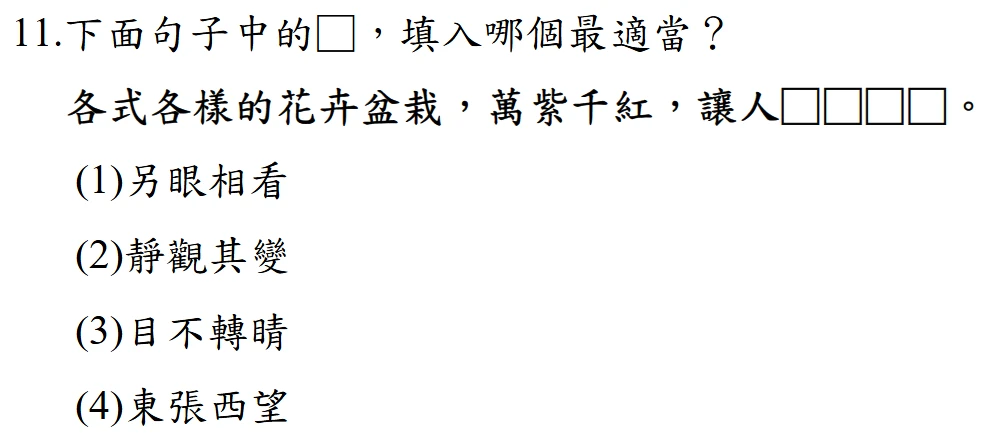 11.下面句子中的□，填入哪個最適當？
各式各樣的花卉盆栽，萬紫千紅，讓人□□□□。
(1)另眼相看
(2)靜觀其變
(3)目不轉睛
(4)東張西望